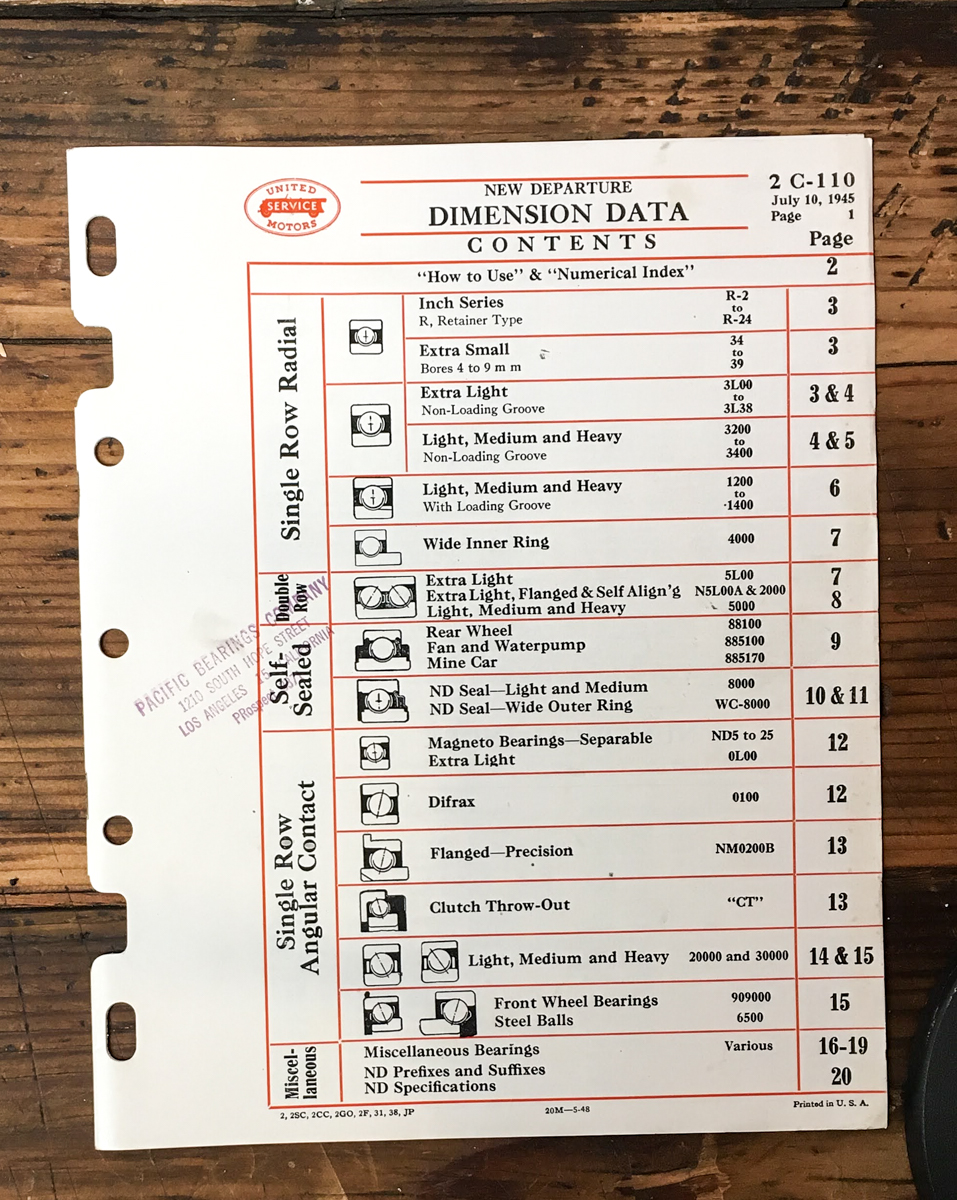 UNITED
SERVICE
MOTORS
NEW DEPARTURE
DIMENSION DATA
CONTENTS
2 C-110
July 10, 1945
Page 1
Page
"How to Use" & "Numerical Index" 2
Single Row Radial
Inch Series R-2
R, Retainer Type to R-24 3
Extra Small 34
Bores 4 to 9 m m to 39 3
Extra Light 3L00
Non-Loading Groove to 3L38 3 & 4
Light, Medium and Heavy 3200
Non-Loading Groove to 3400 4 & 5
Light, Medium and Heavy 1200
With Loading Groove to 1400 6
Wide Inner Ring 4000 7
Double Row
Extra Light 5L00 7
Extra Light, Flanged & Self Align'g N5L00A & 2000
Light, Medium and Heavy 5000 8
Self-Sealed
Rear Wheel 88100
Fan and Waterpump 885100 9
Mine Car 885170
ND Seal—Light and Medium 8000
ND Seal—Wide Outer Ring WC-8000 10 & 11
Single Row
Angular Contact
Magneto Bearings—Separable ND5 to 25
Extra Light 0L00 12
Difrax 0100 12
Flanged—Precision NM0200B 13
Clutch Throw-Out "CT" 13
Light, Medium and Heavy 20000 and 30000 14 & 15
Front Wheel Bearings 909000
Steel Balls 6500 15
Miscel-
laneous
Miscellaneous Bearings Various 16-19
ND Prefixes and Suffixes
ND Specifications 20
2, 2SC, 2CC, 2GO, 2F, 31, 38, JP
20M—5-48
Printed in U. S. A.
PACIFIC BEARINGS COMPANY
1210 SOUTH HOPE STREET
LOS ANGELES 15, CALIFORNIA